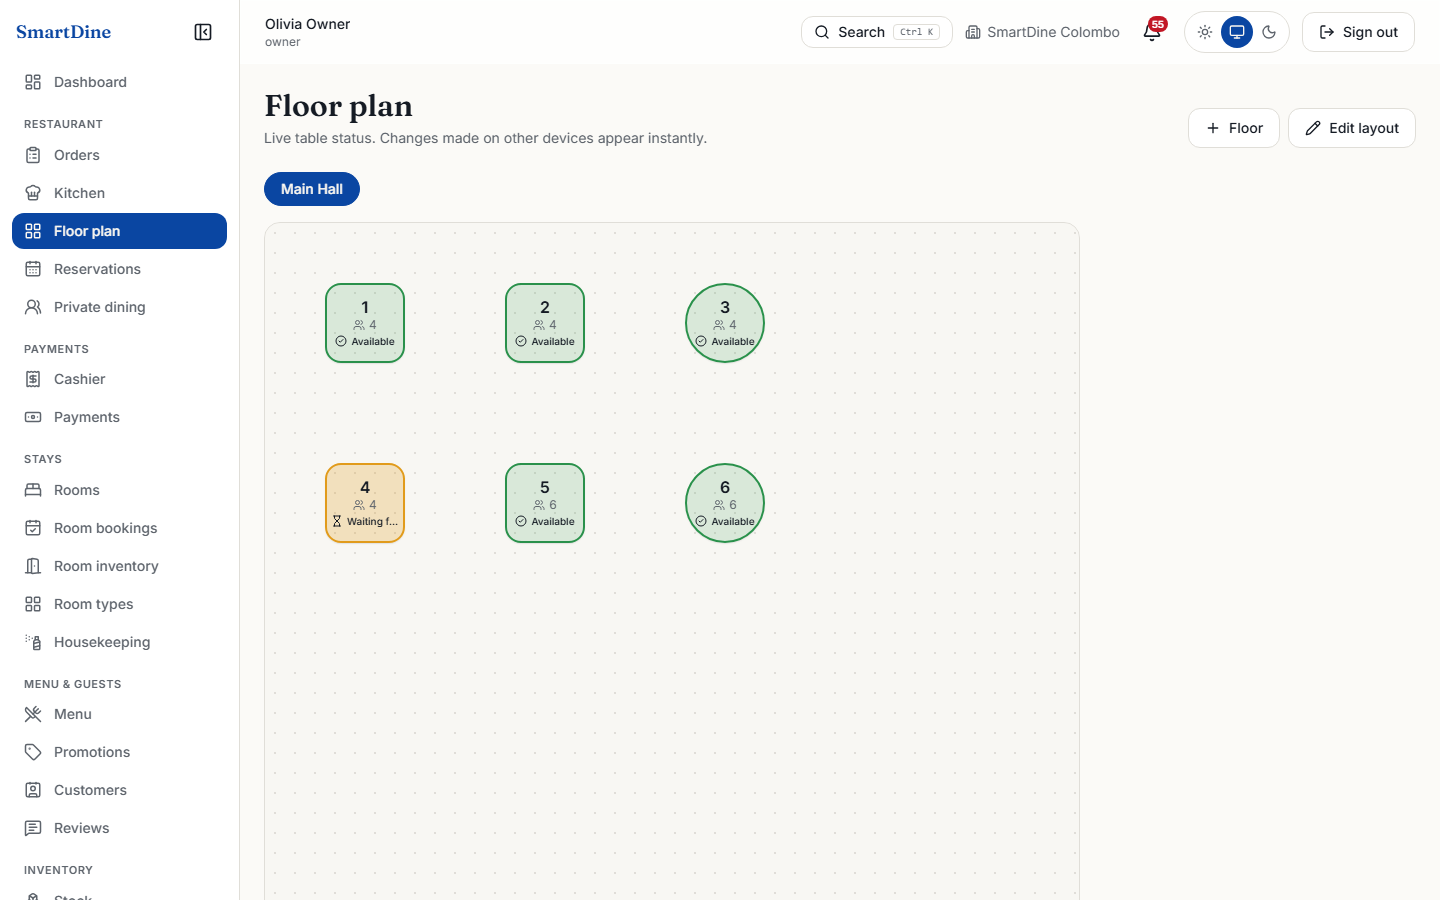 SmartDine
Dashboard
RESTAURANT
Orders
Kitchen
Floor plan
Reservations
Private dining
PAYMENTS
Cashier
Payments
STAYS
Rooms
Room bookings
Room inventory
Room types
Housekeeping
MENU & GUESTS
Menu
Promotions
Customers
Reviews
INVENTORY
Stock
Olivia Owner
owner
Search Ctrl K
SmartDine Colombo
55
Sign out
Floor plan
Live table status. Changes made on other devices appear instantly.
Floor
Edit layout
Main Hall
1
4
Available
2
4
Available
3
4
Available
4
4
Waiting f...
5
6
Available
6
6
Available